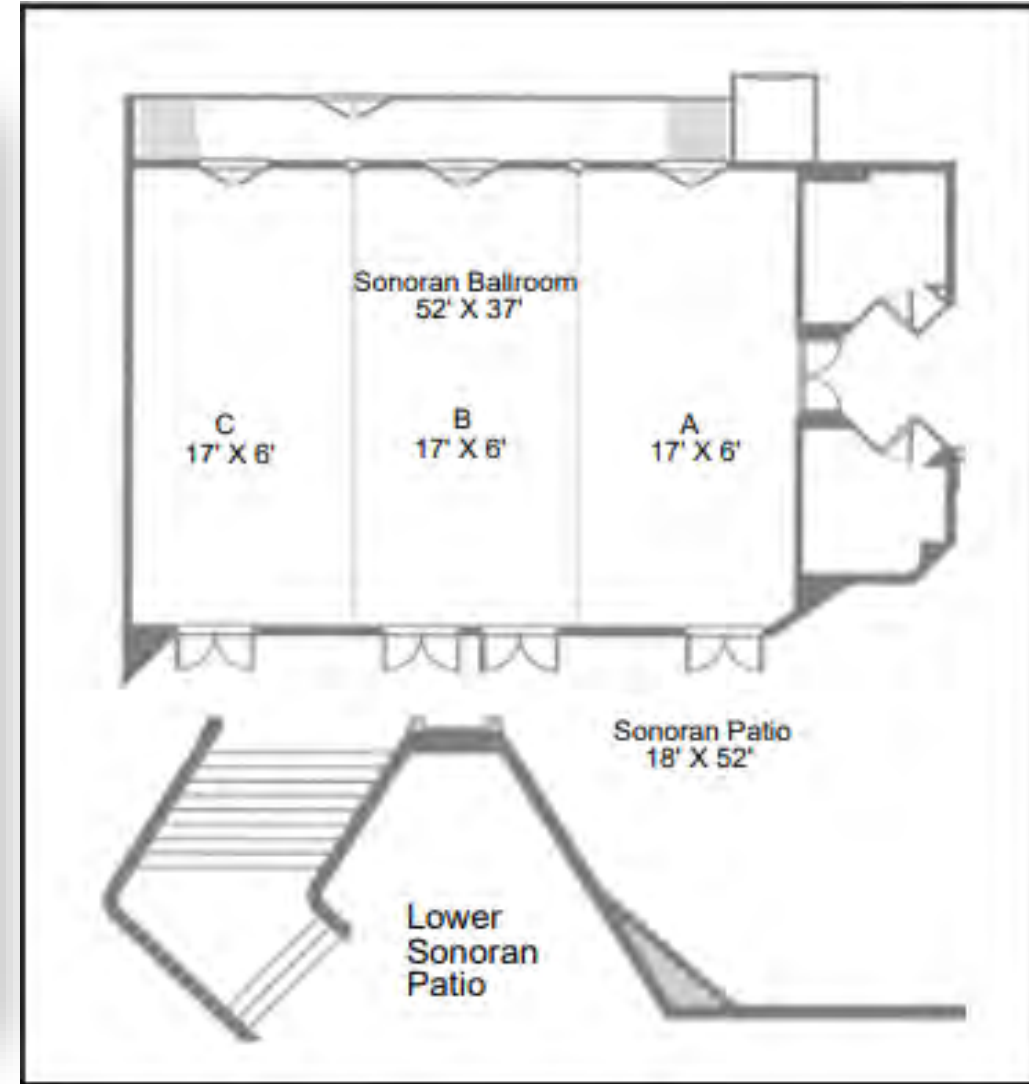 Sonoran Ballroom
52' X 37'
C
17' X 6'
B
17' X 6'
A
17' X 6'
Sonoran Patio
18' X 52'
Lower
Sonoran
Patio